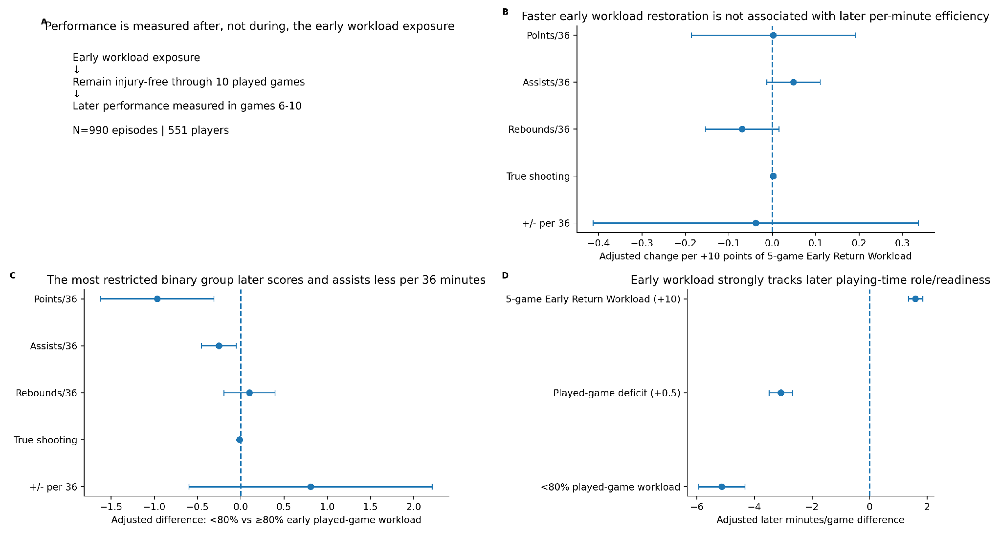 A
Performance is measured after, not during, the early workload exposure
Early workload exposure
↓
Remain injury-free through 10 played games
↓
Later performance measured in games 6-10
N=990 episodes | 551 players
B
Faster early workload restoration is not associated with later per-minute efficiency
Points/36
Assists/36
Rebounds/36
True shooting
+/- per 36
−0.4 −0.3 −0.2 −0.1 0.0 0.1 0.2 0.3
Adjusted change per +10 points of 5-game Early Return Workload
C
The most restricted binary group later scores and assists less per 36 minutes
Points/36
Assists/36
Rebounds/36
True shooting
+/- per 36
−1.5 −1.0 −0.5 0.0 0.5 1.0 1.5 2.0
Adjusted difference: <80% vs ≥80% early played-game workload
D
Early workload strongly tracks later playing-time role/readiness
5-game Early Return Workload (+10)
Played-game deficit (+0.5)
<80% played-game workload
−6 −4 −2 0 2
Adjusted later minutes/game difference